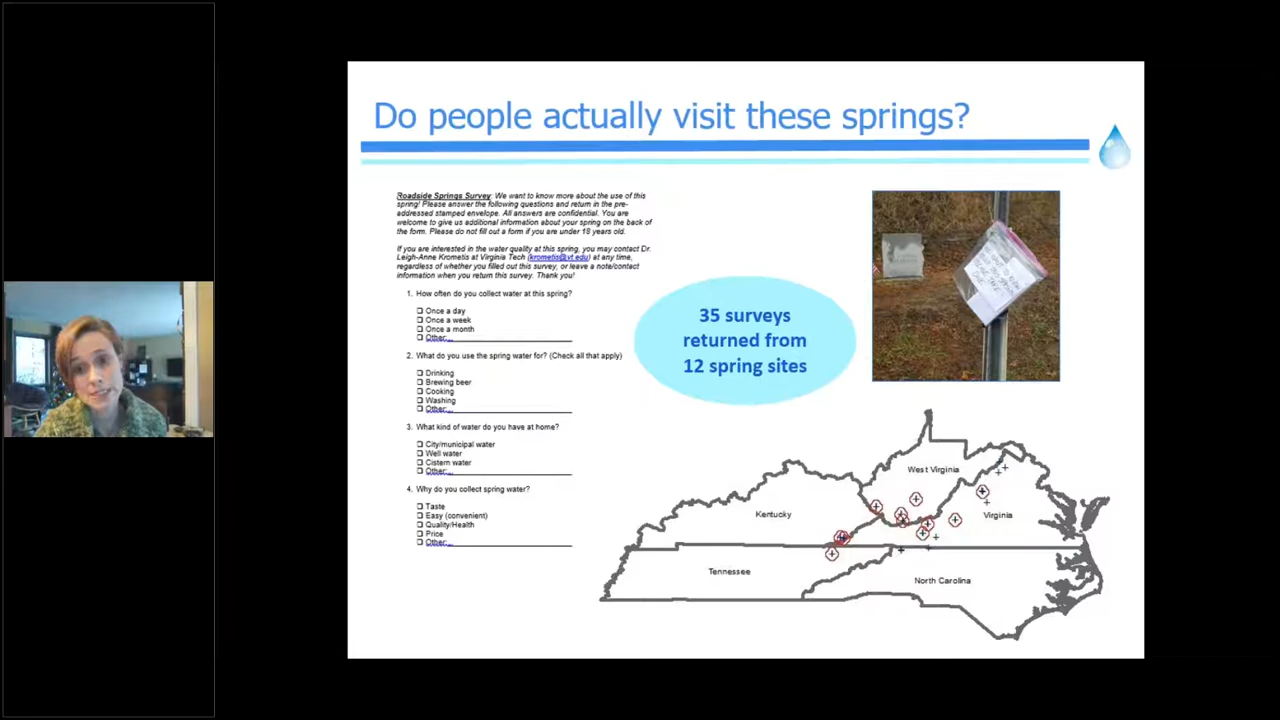 Do people actually visit these springs?
Roadside Springs Survey: We want to know more about the use of this
spring! Please answer the following questions and return in the pre-
addressed stamped envelope. All answers are confidential. You are
welcome to give us additional information about your spring on the back of
the form. Please do not fill out a form if you are under 18 years old.
If you are interested in the water quality at this spring, you may contact Dr.
Leigh-Anne Krometis at Virginia Tech (krometis@vt.edu) at any time,
regardless of whether you filled out this survey, or leave a note/contact
information when you return this survey. Thank you!
1. How often do you collect water at this spring?
Once a day
Once a week
Once a month
Other:
2. What do you use the spring water for? (Check all that apply)
Drinking
Brewing beer
Cooking
Washing
Other:
3. What kind of water do you have at home?
City/municipal water
Well water
Cistern water
Other:
4. Why do you collect spring water?
Taste
Easy (convenient)
Quality/Health
Price
Other:
35 surveys
returned from
12 spring sites
West Virginia
Kentucky
Virginia
Tennessee
North Carolina